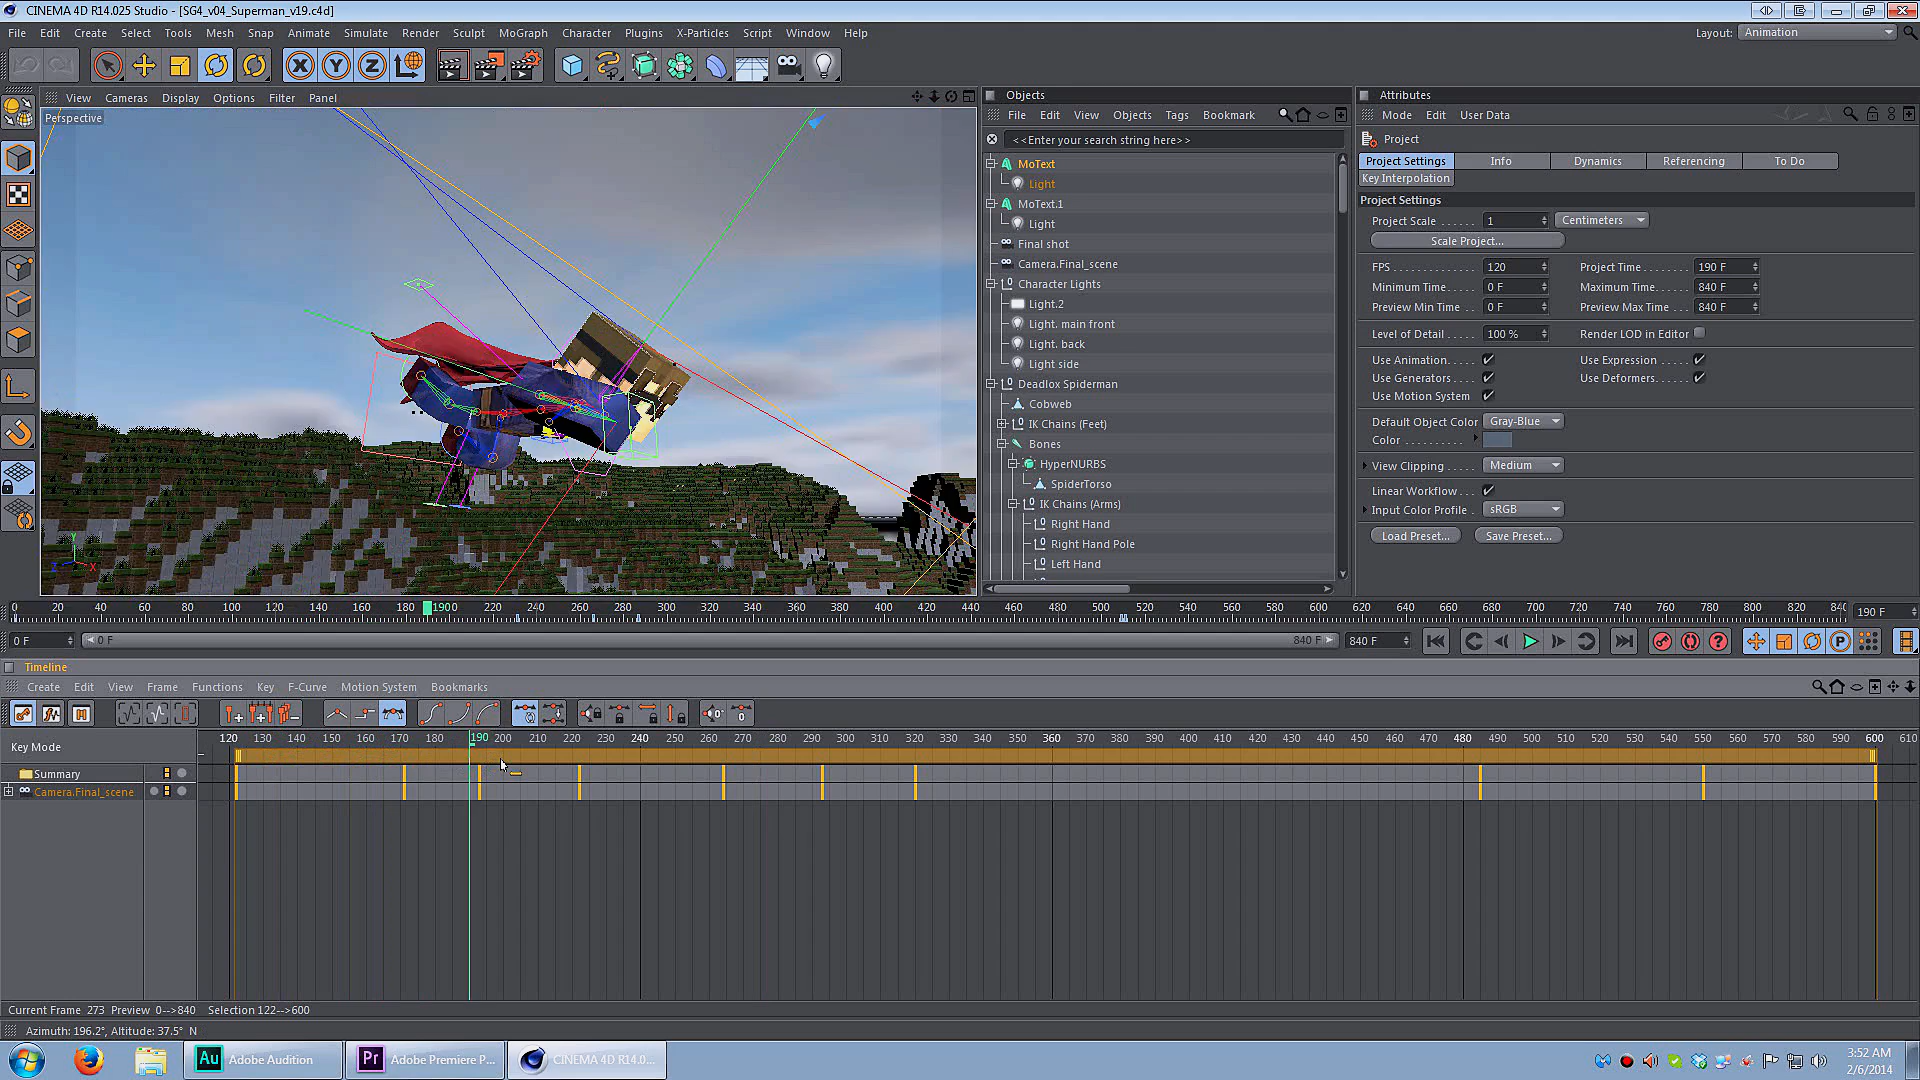 CINEMA 4D R14.025 Studio - [SG4_v04_Superman_v19.c4d]
File Edit Create Select Tools Mesh Snap Animate Simulate Render Sculpt MoGraph Character Plugins X-Particles Script Window Help Layout: Animation
View Cameras Display Options Filter Panel
Perspective
Objects
File Edit View Objects Tags Bookmark
<<Enter your search string here>>
MoText
Light
MoText.1
Light
Final shot
Camera.Final_scene
Character Lights
Light.2
Light. main front
Light. back
Light side
Deadlox Spiderman
Cobweb
IK Chains (Feet)
Bones
HyperNURBS
SpiderTorso
IK Chains (Arms)
Right Hand
Right Hand Pole
Left Hand
Attributes
Mode Edit User Data
Project
Project Settings Info Dynamics Referencing To Do
Key Interpolation
Project Settings
Project Scale . . . . . 1 Centimeters
Scale Project...
FPS . . . . . . . . . . . . 120 Project Time . . . . . . . . 190 F
Minimum Time. . . . . 0 F Maximum Time. . . . . 840 F
Preview Min Time . . 0 F Preview Max Time . . 840 F
Level of Detail . . . . 100 % Render LOD in Editor
Use Animation. . . . Use Expression . . . . .
Use Generators . . . Use Deformers. . . . . .
Use Motion System
Default Object Color Gray-Blue
Color . . . . . . . . . .
View Clipping . . . . . Medium
Linear Workflow . . .
Input Color Profile . sRGB
Load Preset... Save Preset...
0 20 40 60 80 100 120 140 160 180 190 200 220 240 260 280 300 320 340 360 380 400 420 440 460 480 500 520 540 560 580 600 620 640 660 680 700 720 740 760 780 800 820 840 190 F
0 F 0 F 840 F 840 F
Timeline
Create Edit View Frame Functions Key F-Curve Motion System Bookmarks
Key Mode
120 130 140 150 160 170 180 190 200 210 220 230 240 250 260 270 280 290 300 310 320 330 340 350 360 370 380 390 400 410 420 430 440 450 460 470 480 490 500 510 520 530 540 550 560 570 580 590 600 610
Summary
Camera.Final_scene
Current Frame 273 Preview 0-->840 Selection 122-->600
Azimuth: 196.2°, Altitude: 37.5° N
Au Adobe Audition
Pr Adobe Premiere P...
CINEMA 4D R14.0...
3:52 AM
2/6/2014